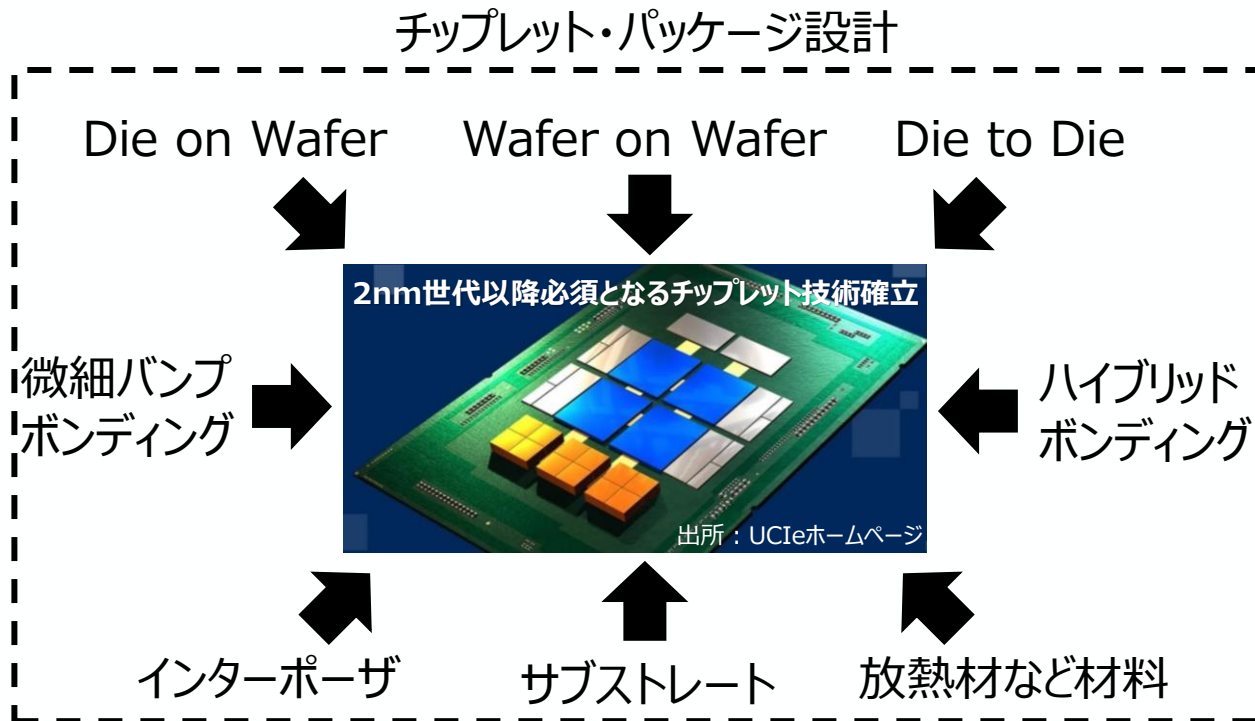 チップレット・パッケージ設計
Die on Wafer
Wafer on Wafer
Die to Die
2nm世代以降必須となるチップレット技術確立
微細バンプ
ボンディング
ハイブリッド
ボンディング
出所：UCIeホームページ
インターポーザ
サブストレート
放熱材など材料